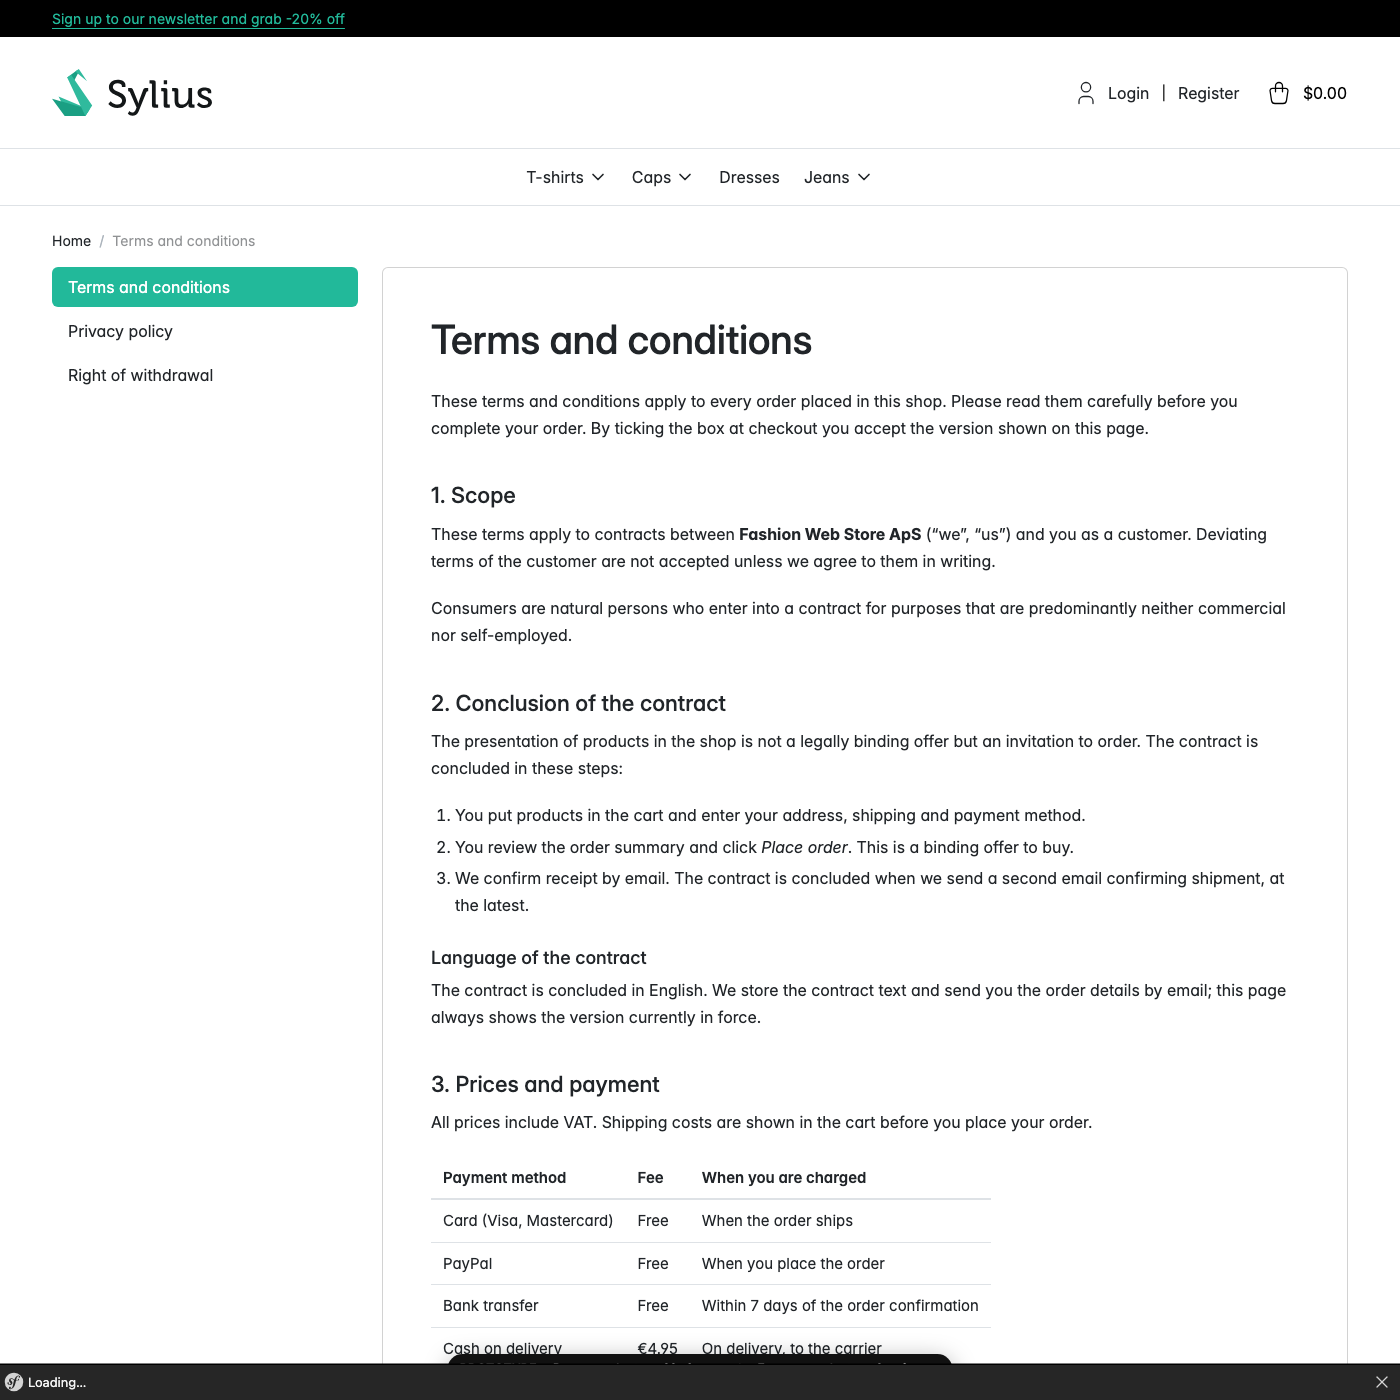 Sign up to our newsletter and grab -20% off
Sylius
Login | Register $0.00
T-shirts Caps Dresses Jeans
Home / Terms and conditions
Terms and conditions
Privacy policy
Right of withdrawal
Terms and conditions
These terms and conditions apply to every order placed in this shop. Please read them carefully before you
complete your order. By ticking the box at checkout you accept the version shown on this page.
1. Scope
These terms apply to contracts between Fashion Web Store ApS (“we”, “us”) and you as a customer. Deviating
terms of the customer are not accepted unless we agree to them in writing.
Consumers are natural persons who enter into a contract for purposes that are predominantly neither commercial
nor self-employed.
2. Conclusion of the contract
The presentation of products in the shop is not a legally binding offer but an invitation to order. The contract is
concluded in these steps:
1. You put products in the cart and enter your address, shipping and payment method.
2. You review the order summary and click Place order. This is a binding offer to buy.
3. We confirm receipt by email. The contract is concluded when we send a second email confirming shipment, at
the latest.
Language of the contract
The contract is concluded in English. We store the contract text and send you the order details by email; this page
always shows the version currently in force.
3. Prices and payment
All prices include VAT. Shipping costs are shown in the cart before you place your order.
Payment method Fee When you are charged
Card (Visa, Mastercard) Free When the order ships
PayPal Free When you place the order
Bank transfer Free Within 7 days of the order confirmation
Cash on delivery €4.95 On delivery, to the carrier
sf Loading...